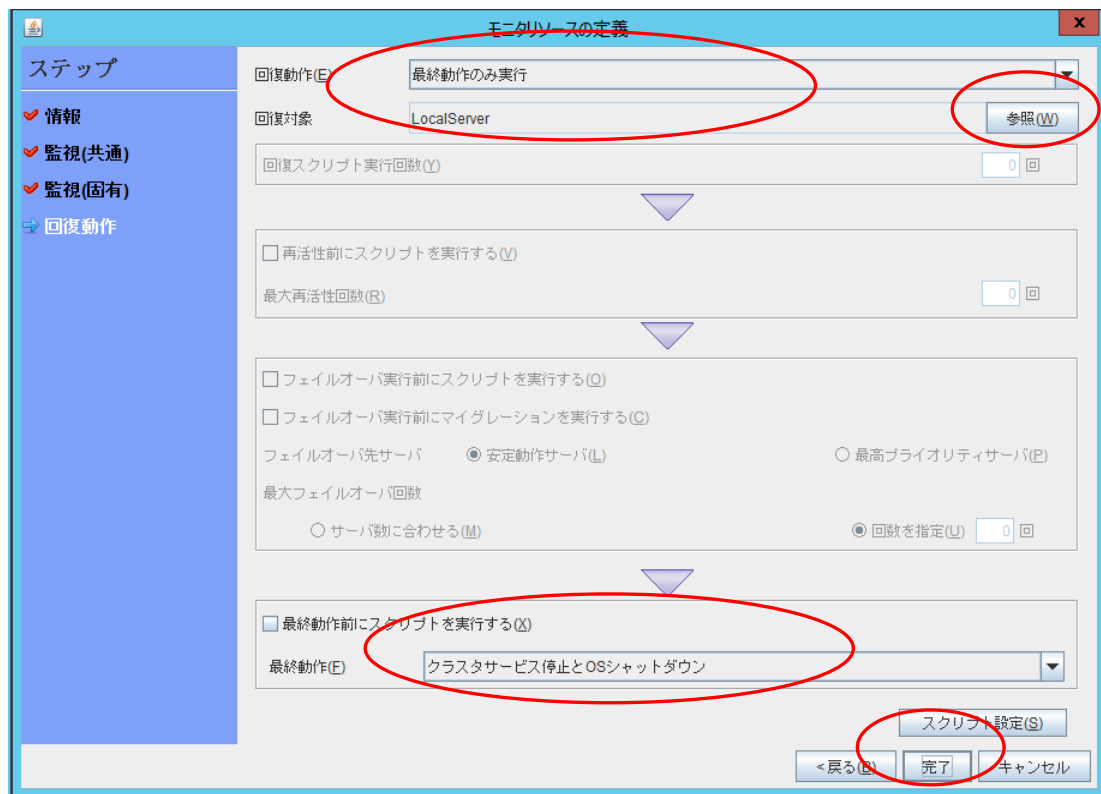 モニタリソースの定義
x
ステップ
情報
監視(共通)
監視(固有)
回復動作
回復動作(E) 最終動作のみ実行
回復対象 LocalServer 参照(W)
回復スクリプト実行回数(Y) 0 回
再活性前にスクリプトを実行する(V)
最大再活性回数(R) 0 回
フェイルオーバ実行前にスクリプトを実行する(O)
フェイルオーバ実行前にマイグレーションを実行する(C)
フェイルオーバ先サーバ 安定動作サーバ(L) 最高プライオリティサーバ(P)
最大フェイルオーバ回数
サーバ数に合わせる(M) 回数を指定(U) 0 回
最終動作前にスクリプトを実行する(X)
最終動作(F) クラスタサービス停止とOSシャットダウン
スクリプト設定(S)
<戻る(B) 完了 キャンセル